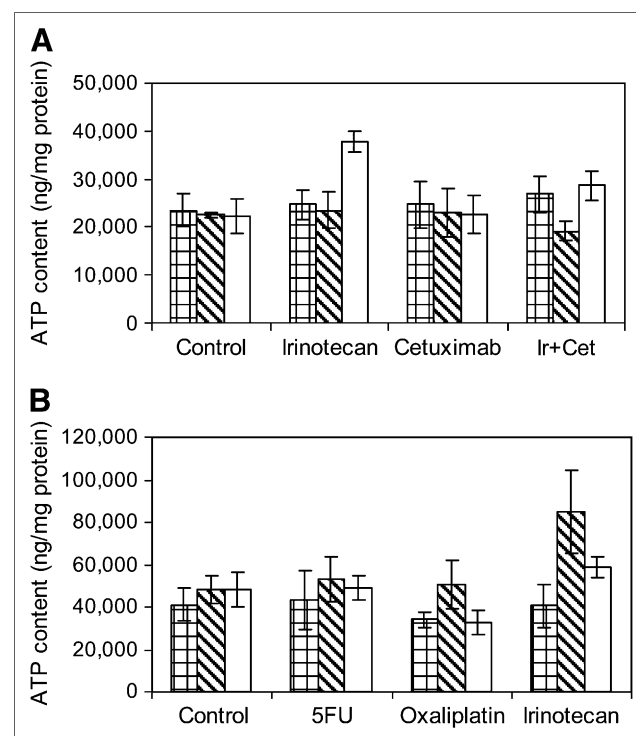 A
ATP content (ng/mg protein)
50,000
40,000
30,000
20,000
10,000
0
Control Irinotecan Cetuximab Ir+Cet
B
ATP content (ng/mg protein)
120,000
100,000
80,000
60,000
40,000
20,000
0
Control 5FU Oxaliplatin Irinotecan